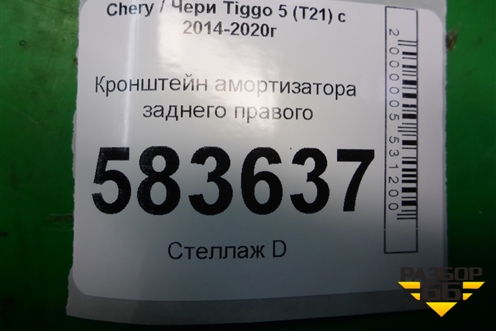 Chery / Чери Tiggo 5 (T21) с
2014-2020г
Кронштейн амортизатора
заднего правого
583637
Стеллаж D
2000005531200
РАЗБОР
66